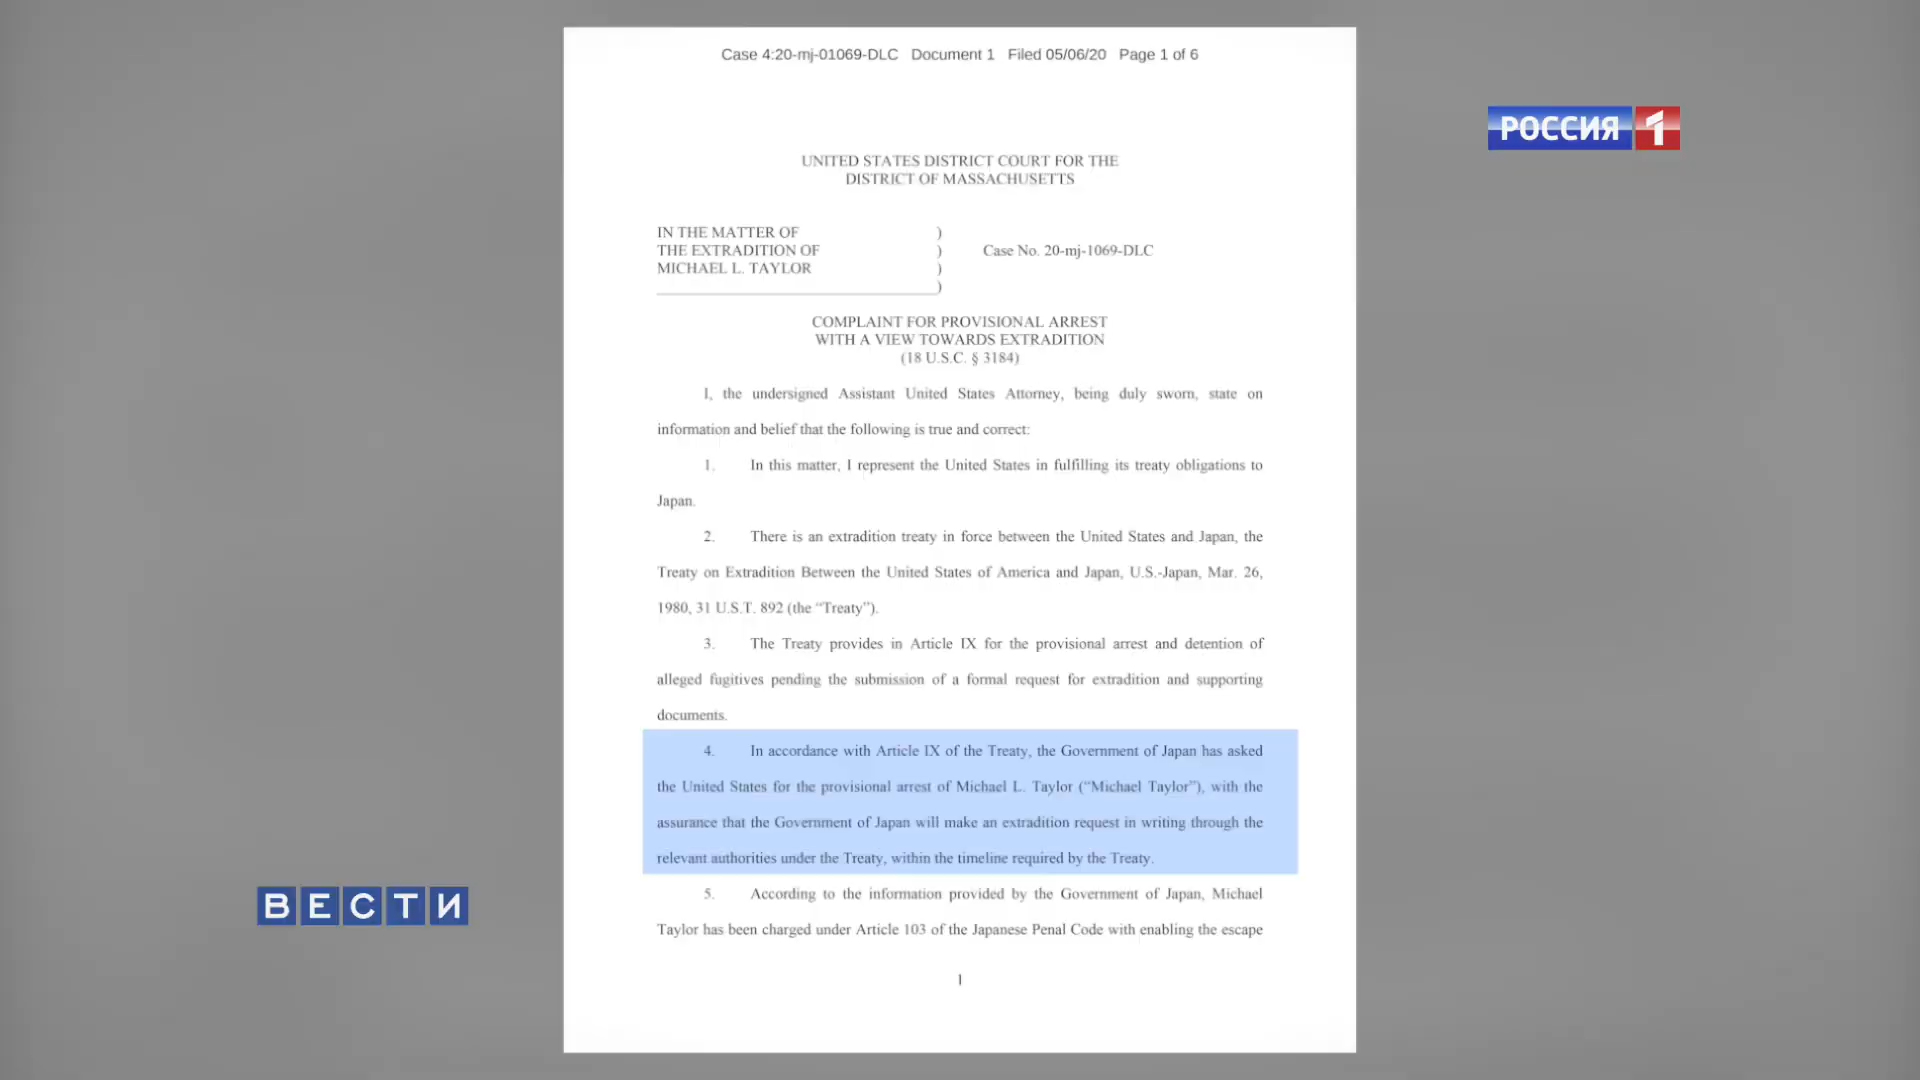 Case 4:20-mj-01069-DLC Document 1 Filed 05/06/20 Page 1 of 6
РОССИЯ 1
UNITED STATES DISTRICT COURT FOR THE
DISTRICT OF MASSACHUSETTS
IN THE MATTER OF )
THE EXTRADITION OF ) Case No. 20-mj-1069-DLC
MICHAEL L. TAYLOR )
)
COMPLAINT FOR PROVISIONAL ARREST
WITH A VIEW TOWARDS EXTRADITION
(18 U.S.C. § 3184)
I, the undersigned Assistant United States Attorney, being duly sworn, state on
information and belief that the following is true and correct:
1. In this matter, I represent the United States in fulfilling its treaty obligations to
Japan.
2. There is an extradition treaty in force between the United States and Japan, the
Treaty on Extradition Between the United States of America and Japan, U.S.-Japan, Mar. 26,
1980, 31 U.S.T. 892 (the “Treaty”).
3. The Treaty provides in Article IX for the provisional arrest and detention of
alleged fugitives pending the submission of a formal request for extradition and supporting
documents.
4. In accordance with Article IX of the Treaty, the Government of Japan has asked
the United States for the provisional arrest of Michael L. Taylor (“Michael Taylor”), with the
assurance that the Government of Japan will make an extradition request in writing through the
relevant authorities under the Treaty, within the timeline required by the Treaty.
5. According to the information provided by the Government of Japan, Michael
Taylor has been charged under Article 103 of the Japanese Penal Code with enabling the escape
ВЕСТИ
1